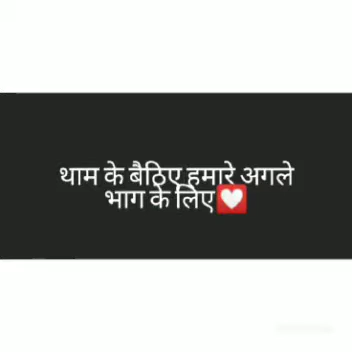 थाम के बैठिए हमारे अगले
भाग के लिए💟